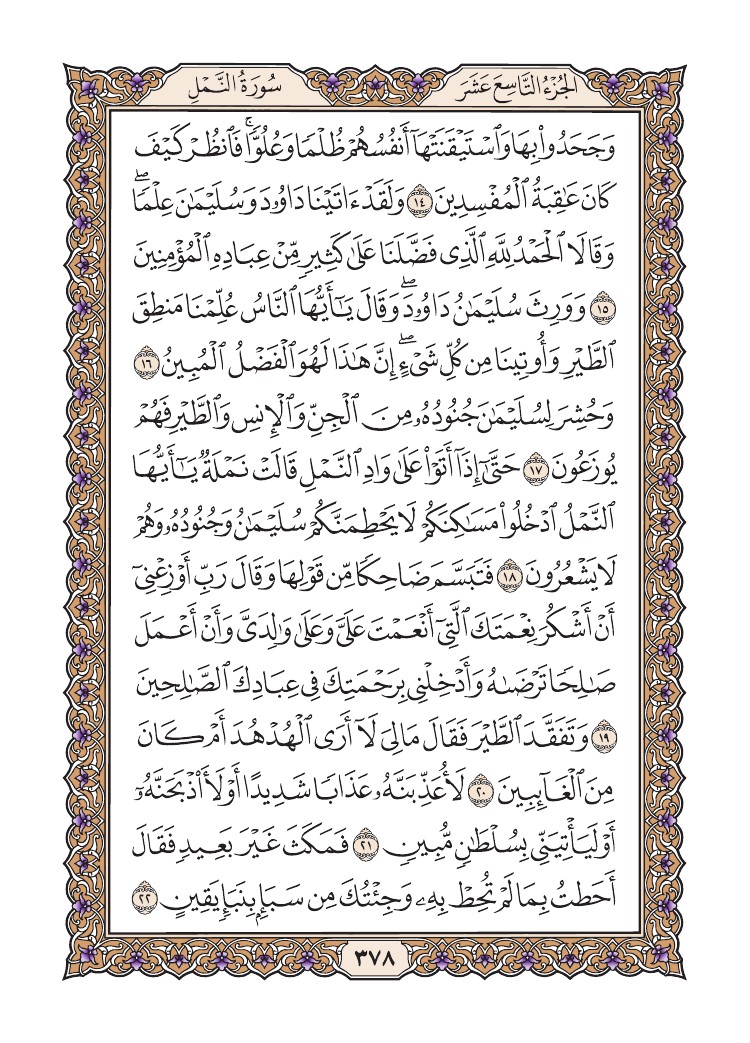 الجُزْءُ التَّاسِعَ عَشَرَ
سُورَةُ النَّمْلِ
وَجَحَدُوا۟ بِهَا وَٱسْتَيْقَنَتْهَآ أَنفُسُهُمْ ظُلْمًا وَعُلُوًّا ۚ فَٱنظُرْ كَيْفَ
كَانَ عَٰقِبَةُ ٱلْمُفْسِدِينَ ١٤ وَلَقَدْ ءَاتَيْنَا دَاوُۥدَ وَسُلَيْمَٰنَ عِلْمًا ۖ
وَقَالَا ٱلْحَمْدُ لِلَّهِ ٱلَّذِى فَضَّلَنَا عَلَىٰ كَثِيرٍ مِّنْ عِبَادِهِ ٱلْمُؤْمِنِينَ
١٥ وَوَرِثَ سُلَيْمَٰنُ دَاوُۥدَ ۖ وَقَالَ يَٰٓأَيُّهَا ٱلنَّاسُ عُلِّمْنَا مَنطِقَ
ٱلطَّيْرِ وَأُوتِينَا مِن كُلِّ شَىْءٍ ۖ إِنَّ هَٰذَا لَهُوَ ٱلْفَضْلُ ٱلْمُبِينُ ١٦
وَحُشِرَ لِسُلَيْمَٰنَ جُنُودُهُۥ مِنَ ٱلْجِنِّ وَٱلْإِنسِ وَٱلطَّيْرِ فَهُمْ
يُوزَعُونَ ١٧ حَتَّىٰٓ إِذَآ أَتَوْا۟ عَلَىٰ وَادِ ٱلنَّمْلِ قَالَتْ نَمْلَةٌ يَٰٓأَيُّهَا
ٱلنَّمْلُ ٱدْخُلُوا۟ مَسَٰكِنَكُمْ لَا يَحْطِمَنَّكُمْ سُلَيْمَٰنُ وَجُنُودُهُۥ وَهُمْ
لَا يَشْعُرُونَ ١٨ فَتَبَسَّمَ ضَاحِكًا مِّن قَوْلِهَا وَقَالَ رَبِّ أَوْزِعْنِىٓ
أَنْ أَشْكُرَ نِعْمَتَكَ ٱلَّتِىٓ أَنْعَمْتَ عَلَىَّ وَعَلَىٰ وَٰلِدَىَّ وَأَنْ أَعْمَلَ
صَٰلِحًا تَرْضَىٰهُ وَأَدْخِلْنِى بِرَحْمَتِكَ فِى عِبَادِكَ ٱلصَّٰلِحِينَ
١٩ وَتَفَقَّدَ ٱلطَّيْرَ فَقَالَ مَالِىَ لَآ أَرَى ٱلْهُدْهُدَ أَمْ كَانَ
مِنَ ٱلْغَآئِبِينَ ٢٠ لَأُعَذِّبَنَّهُۥ عَذَابًا شَدِيدًا أَوْ لَأَا۟ذْبَحَنَّهُۥٓ
أَوْ لَيَأْتِيَنِّى بِسُلْطَٰنٍ مُّبِينٍ ٢١ فَمَكَثَ غَيْرَ بَعِيدٍ فَقَالَ
أَحَطتُ بِمَا لَمْ تُحِطْ بِهِۦ وَجِئْتُكَ مِن سَبَإٍۭ بِنَبَإٍ يَقِينٍ ٢٢
٣٧٨